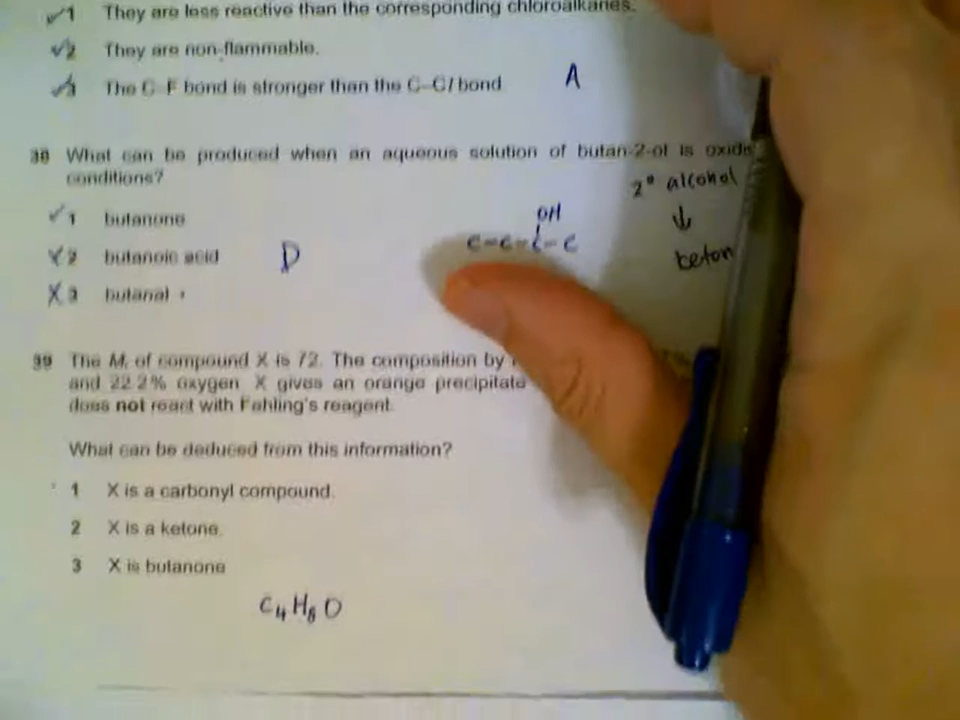 ✓1 They are less reactive than the corresponding chloroalkanes.
✓2 They are non-flammable.
✓3 The C–F bond is stronger than the C–Cl bond. A
38 What can be produced when an aqueous solution of butan-2-ol is oxidis
conditions?
2° alcohol
↓
keton
✓1 butanone
OH
X2 butanoic acid D
C-C-C-C
X3 butanal
39 The Mr of compound X is 72. The composition by
and 22.2% oxygen. X gives an orange precipitate
does not react with Fehling's reagent.
What can be deduced from this information?
1 X is a carbonyl compound.
2 X is a ketone.
3 X is butanone
C4H8O